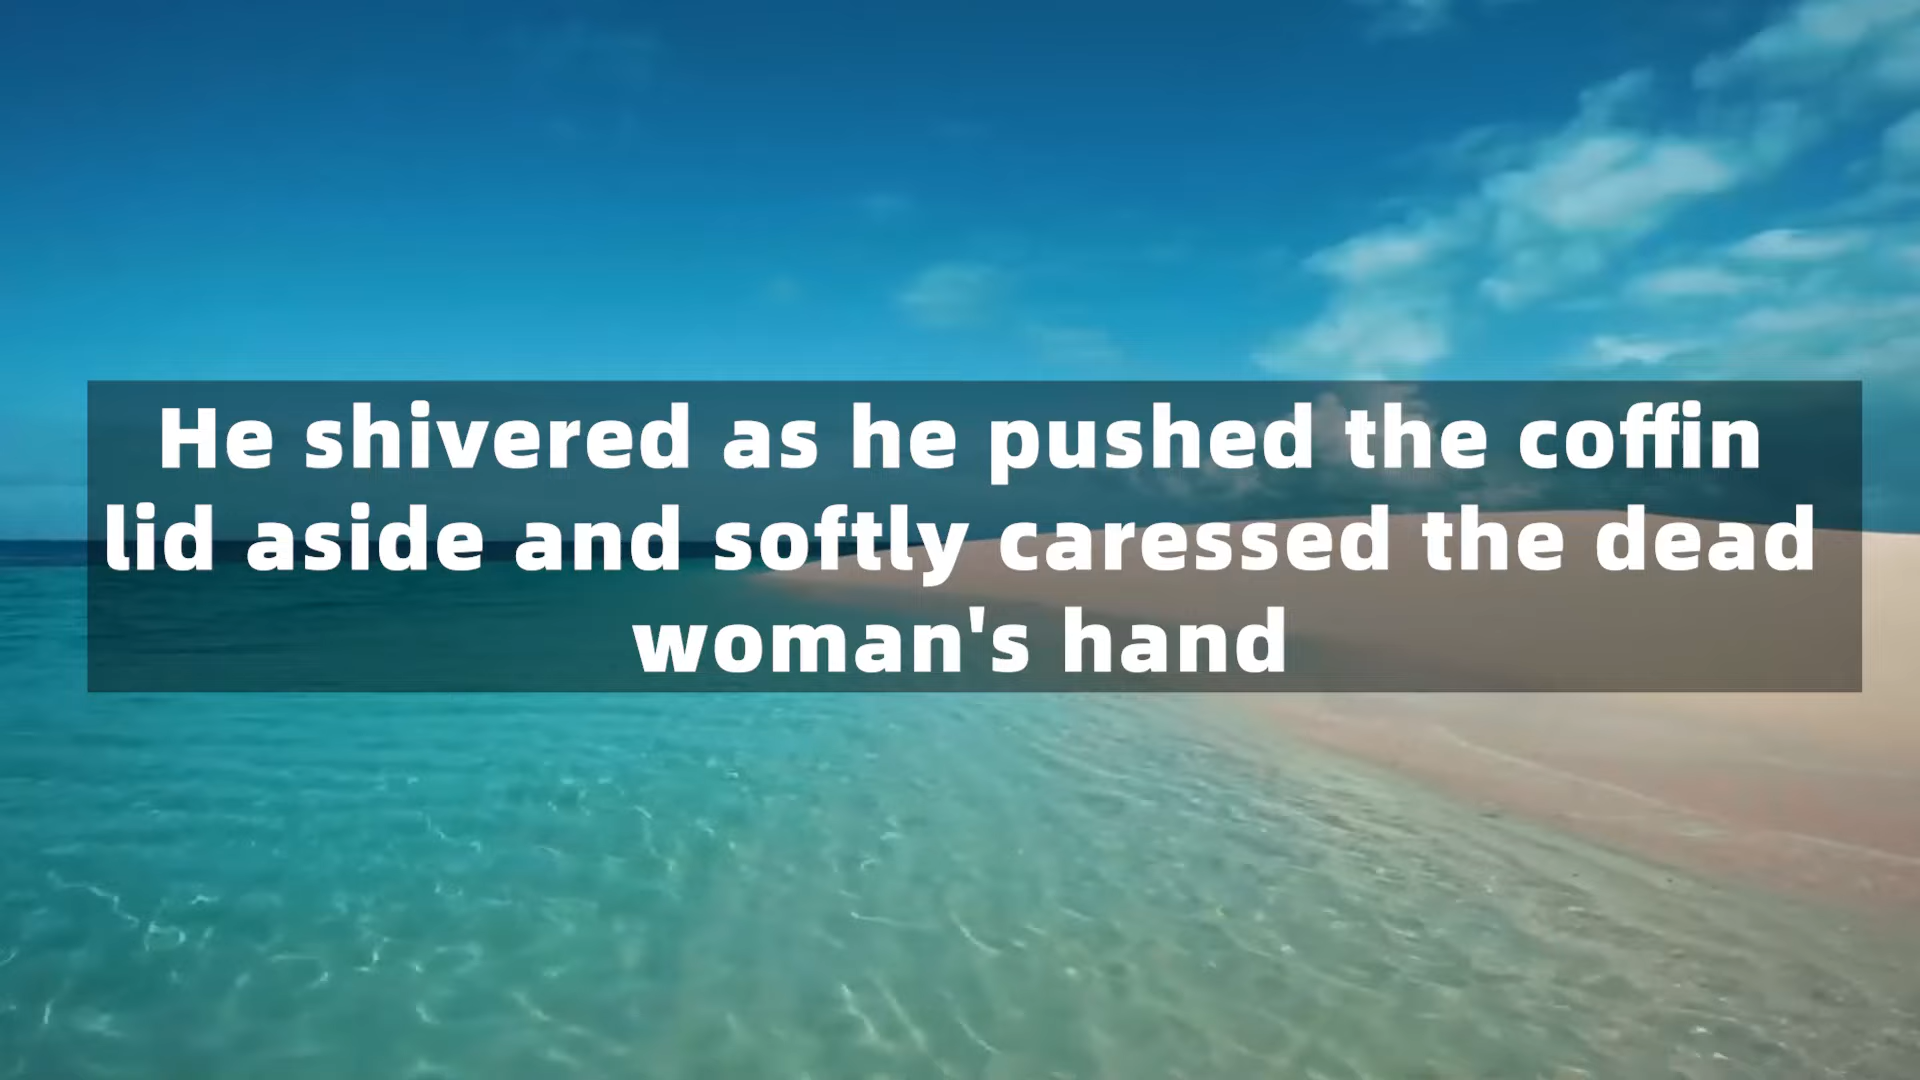 He shivered as he pushed the coffin
lid aside and softly caressed the dead
woman's hand